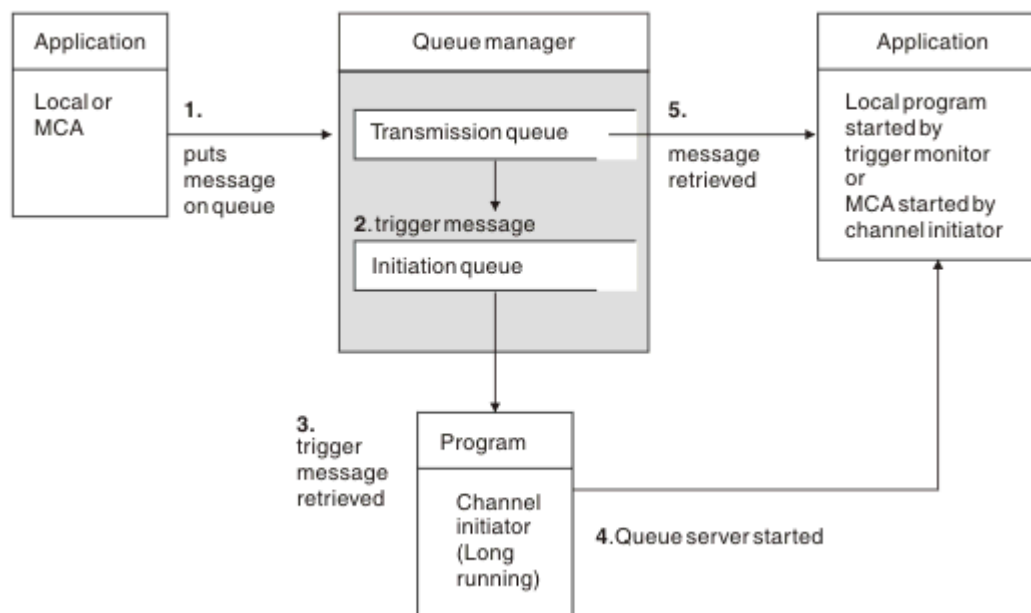 Application
Local or
MCA
1.
puts
message
on queue
Queue manager
Transmission queue
2. trigger message
Initiation queue
5.
message
retrieved
Application
Local program
started by
trigger monitor
or
MCA started by
channel initiator
3.
trigger
message
retrieved
Program
Channel
initiator
(Long
running)
4. Queue server started